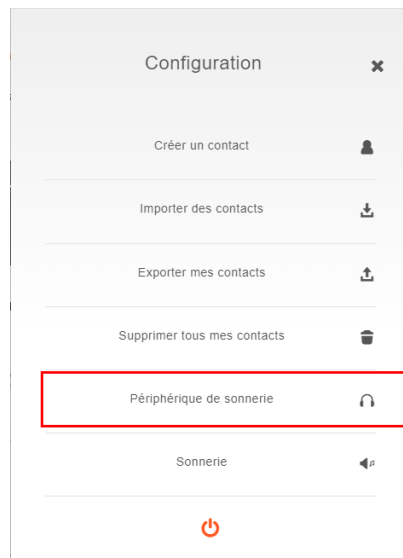 Configuration
Créer un contact
Importer des contacts
Exporter mes contacts
Supprimer tous mes contacts
Périphérique de sonnerie
Sonnerie